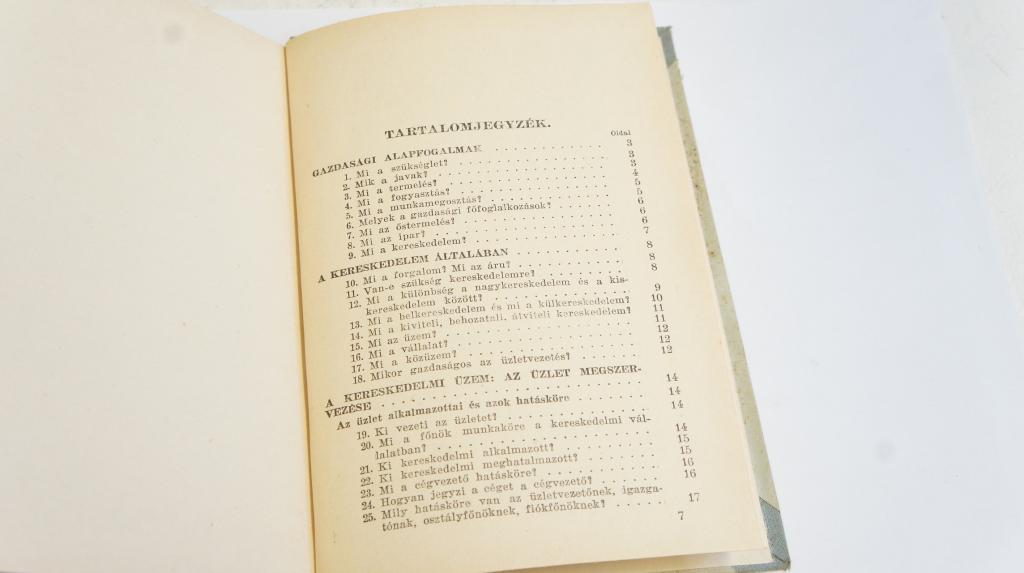 TARTALOMJEGYZÉK.
Oldal
GAZDASÁGI ALAPFOGALMAK . . . . . . . . . . 3
1. Mi a szükséglet? . . . . . . . . . . 3
2. Mik a javak? . . . . . . . . . . 3
3. Mi a termelés? . . . . . . . . . . 4
4. Mi a fogyasztás? . . . . . . . . . . 5
5. Mi a munkamegosztás? . . . . . . . . . . 5
6. Melyek a gazdasági főfoglalkozások? . . . . . 6
7. Mi az őstermelés? . . . . . . . . . . 6
8. Mi az ipar? . . . . . . . . . . 6
9. Mi a kereskedelem? . . . . . . . . . . 7
A KERESKEDELEM ÁLTALÁBAN . . . . . . . . 8
10. Mi a forgalom? Mi az áru? . . . . . . . . 8
11. Van-e szükség kereskedelemre? . . . . . . 8
12. Mi a különbség a nagykereskedelem és a kis-
kereskedelem között? . . . . . . . . . . 9
13. Mi a belkereskedelem és mi a külkereskedelem? 10
14. Mi a kiviteli, behozatali, átviteli kereskedelem? 11
15. Mi az üzem? . . . . . . . . . . 11
16. Mi a vállalat? . . . . . . . . . . 12
17. Mi a közüzem? . . . . . . . . . . 12
18. Mikor gazdaságos az üzletvezetés? . . . . . 12
A KERESKEDELMI ÜZEM: AZ ÜZLET MEGSZER-
VEZÉSE . . . . . . . . . . 14
Az üzlet alkalmazottai és azok hatásköre . . . . . 14
19. Ki vezeti az üzletet? . . . . . . . . . . 14
20. Mi a főnök munkaköre a kereskedelmi vál-
lalatban? . . . . . . . . . . 14
21. Ki kereskedelmi alkalmazott? . . . . . . 15
22. Ki kereskedelmi meghatalmazott? . . . . . 15
23. Mi a cégvezető hatásköre? . . . . . . . 16
24. Hogyan jegyzi a céget a cégvezető? . . . . 16
25. Mily hatásköre van az üzletvezetőnek, igazga-
tónak, osztályfőnöknek, fiókfőnöknek? . . . . . 17
7